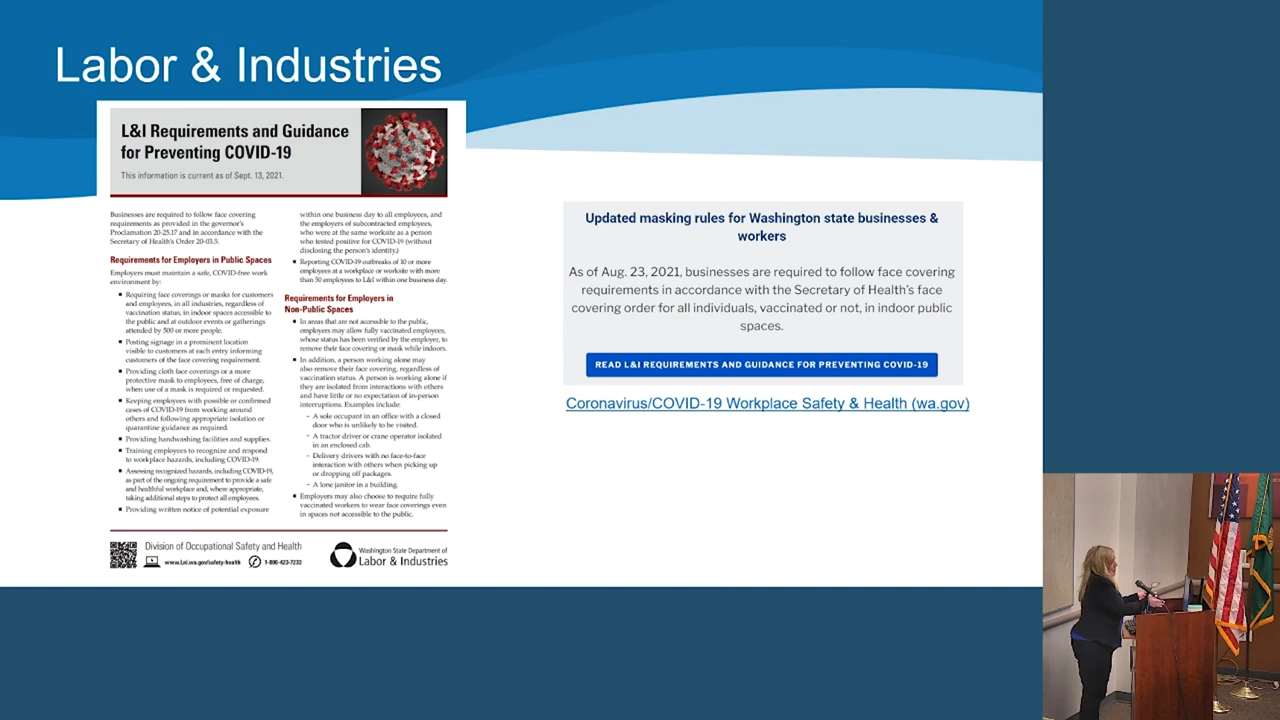 Labor & Industries
L&I Requirements and Guidance
for Preventing COVID-19
This information is current as of Sept. 13, 2021.
Businesses are required to follow face covering
requirements as provided in the governor's
Proclamation 20-25.17 and in accordance with the
Secretary of Health's Order 20-03.5.
Requirements for Employers in Public Spaces
Employers must maintain a safe, COVID-free work
environment by:
▪ Requiring face coverings or masks for customers
and employees, in all industries, regardless of
vaccination status, in indoor spaces accessible to
the public and at outdoor events or gatherings
attended by 500 or more people.
▪ Posting signage in a prominent location
visible to customers at each entry informing
customers of the face covering requirement.
▪ Providing cloth face coverings or a more
protective mask to employees, free of charge,
when use of a mask is required or requested.
▪ Keeping employees with possible or confirmed
cases of COVID-19 from working around
others and following appropriate isolation or
quarantine guidance as required.
▪ Providing handwashing facilities and supplies.
▪ Training employees to recognize and respond
to workplace hazards, including COVID-19.
▪ Assessing recognized hazards, including COVID-19,
as part of the ongoing requirement to provide a safe
and healthful workplace and, where appropriate,
taking additional steps to protect all employees.
▪ Providing written notice of potential exposure
within one business day to all employees, and
the employers of subcontracted employees,
who were at the same worksite as a person
who tested positive for COVID-19 (without
disclosing the person's identity.)
▪ Reporting COVID-19 outbreaks of 10 or more
employees at a workplace or worksite with more
than 50 employees to L&I within one business day.
Requirements for Employers in
Non-Public Spaces
▪ In areas that are not accessible to the public,
employers may allow fully vaccinated employees,
whose status has been verified by the employer, to
remove their face covering or mask while indoors.
▪ In addition, a person working alone may
also remove their face covering, regardless of
vaccination status. A person is working alone if
they are isolated from interactions with others
and have little or no expectation of in-person
interruptions. Examples include:
– A sole occupant in an office with a closed
door who is unlikely to be visited.
– A tractor driver or crane operator isolated
in an enclosed cab.
– Delivery drivers with no face-to-face
interaction with others when picking up
or dropping off packages.
– A lone janitor in a building.
▪ Employers may also choose to require fully
vaccinated workers to wear face coverings even
in spaces not accessible to the public.
Division of Occupational Safety and Health
www.Lni.wa.gov/safety-health 1-800-423-7233
Washington State Department of
Labor & Industries
Updated masking rules for Washington state businesses &
workers
As of Aug. 23, 2021, businesses are required to follow face covering
requirements in accordance with the Secretary of Health's face
covering order for all individuals, vaccinated or not, in indoor public
spaces.
READ L&I REQUIREMENTS AND GUIDANCE FOR PREVENTING COVID-19
Coronavirus/COVID-19 Workplace Safety & Health (wa.gov)